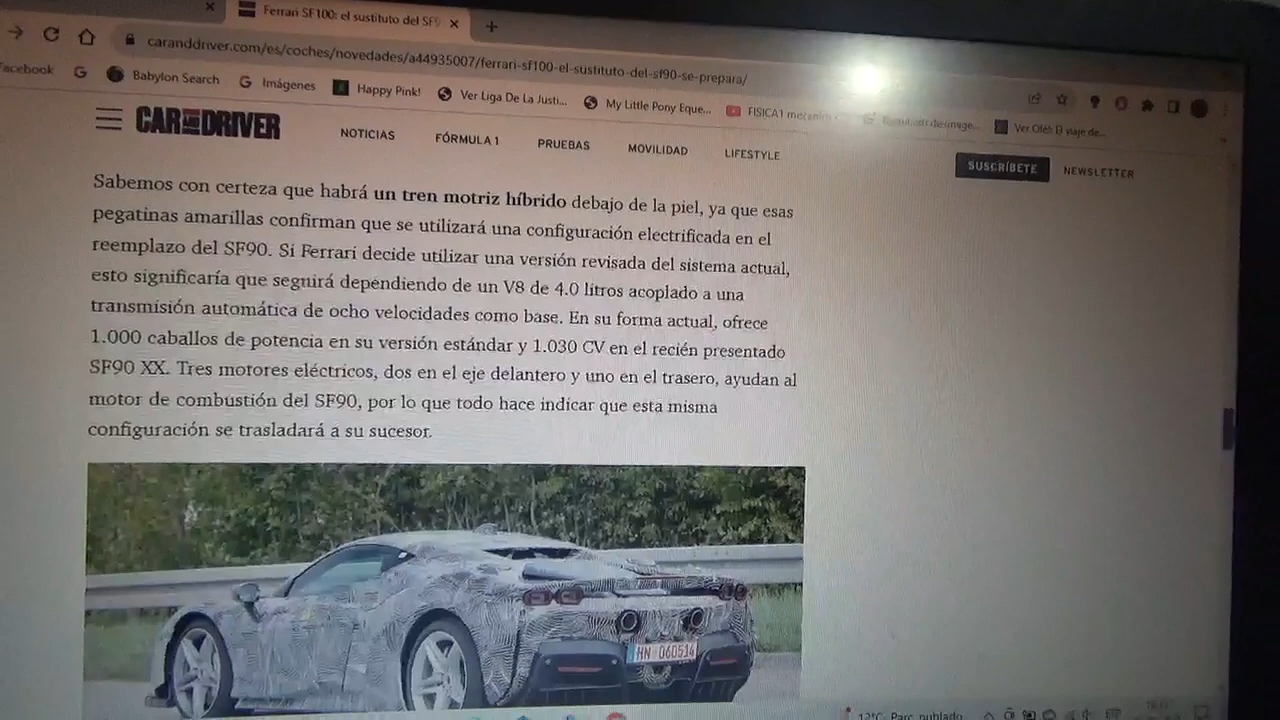 Ferrari SF100: el sustituto del SF9
caranddriver.com/es/coches/novedades/a44935007/ferrari-sf100-el-sustituto-del-sf90-se-prepara/
Facebook Babylon Search Imágenes Happy Pink! Ver Liga De La Justi... My Little Pony Eque... FISICA1 Ver
CAR AND DRIVER
NOTICIAS FÓRMULA 1 PRUEBAS MOVILIDAD LIFESTYLE
SUSCRÍBETE NEWSLETTER
Sabemos con certeza que habrá un tren motriz híbrido debajo de la piel, ya que esas
pegatinas amarillas confirman que se utilizará una configuración electrificada en el
reemplazo del SF90. Si Ferrari decide utilizar una versión revisada del sistema actual,
esto significaría que seguirá dependiendo de un V8 de 4.0 litros acoplado a una
transmisión automática de ocho velocidades como base. En su forma actual, ofrece
1.000 caballos de potencia en su versión estándar y 1.030 CV en el recién presentado
SF90 XX. Tres motores eléctricos, dos en el eje delantero y uno en el trasero, ayudan al
motor de combustión del SF90, por lo que todo hace indicar que esta misma
configuración se trasladará a su sucesor.
HN 060514
12°C Parc. nublado